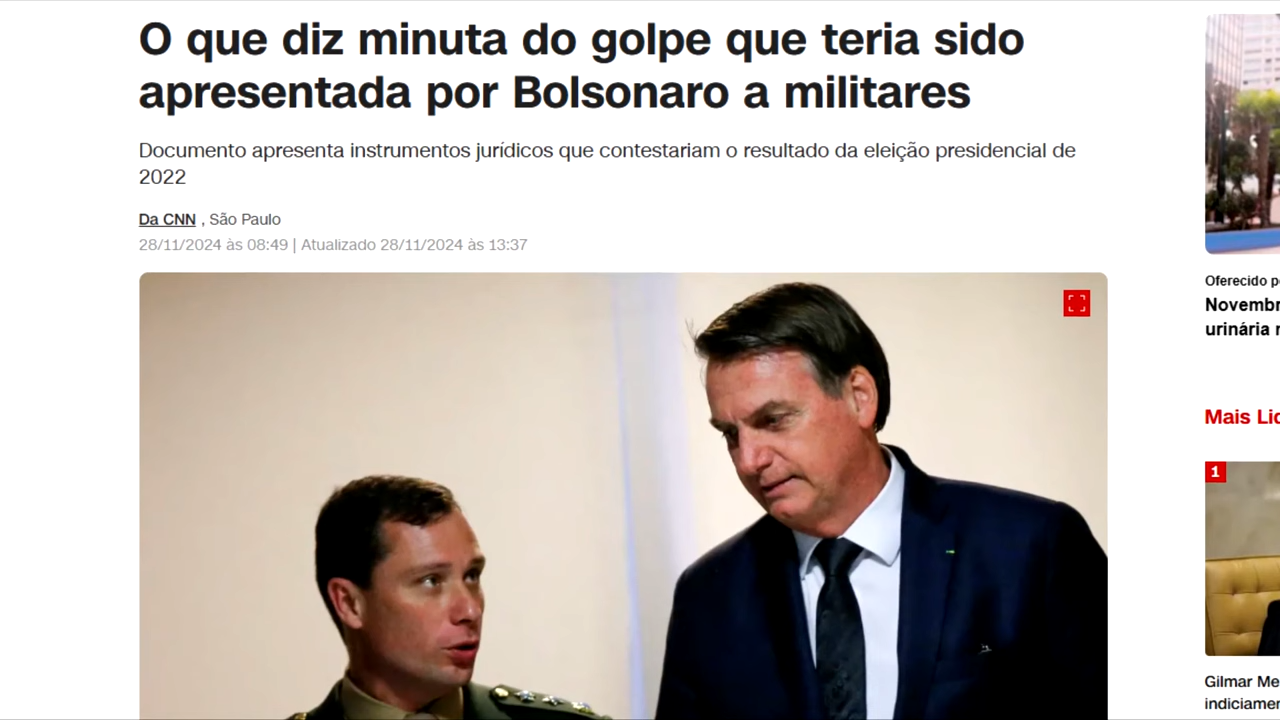 O que diz minuta do golpe que teria sido
apresentada por Bolsonaro a militares
Documento apresenta instrumentos jurídicos que contestariam o resultado da eleição presidencial de
2022
Da CNN , São Paulo
28/11/2024 às 08:49 | Atualizado 28/11/2024 às 13:37
Oferecido
urinária
Mais
1
Gilmar